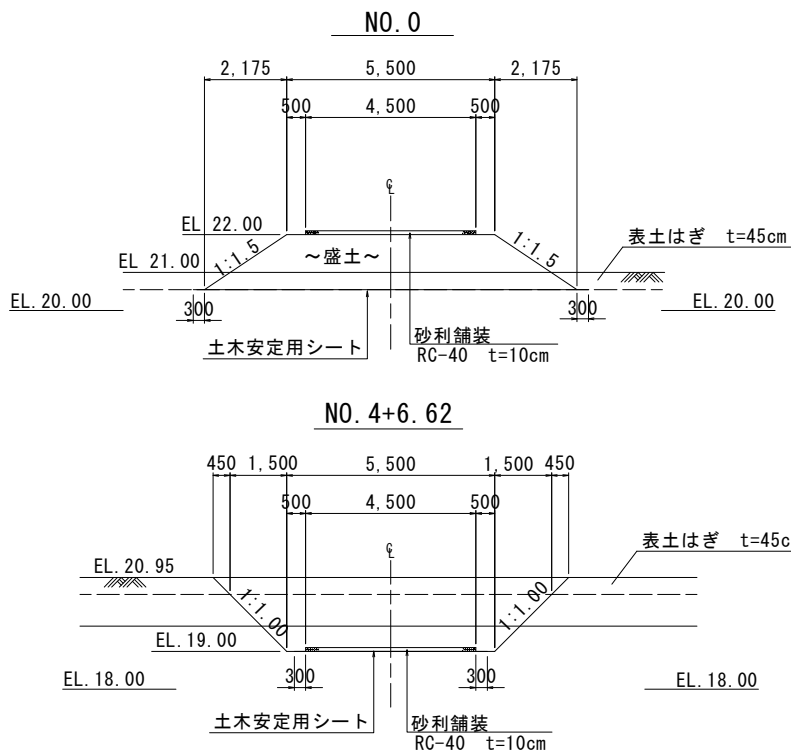 NO.0
2,175 5,500 2,175
500 4,500 500
℄
EL 22.00
表土はぎ t=45cm
1:1.5 ～盛土～ 1:1.5
EL 21.00
EL.20.00 EL.20.00
300 300
土木安定用シート 砂利舗装
RC-40 t=10cm
NO.4+6.62
450 1,500 5,500 1,500 450
500 4,500 500
℄
表土はぎ t=45c
EL.20.95
1:1.00 1:1.00
EL.19.00
300 300
EL.18.00 EL.18.00
土木安定用シート 砂利舗装
RC-40 t=10cm